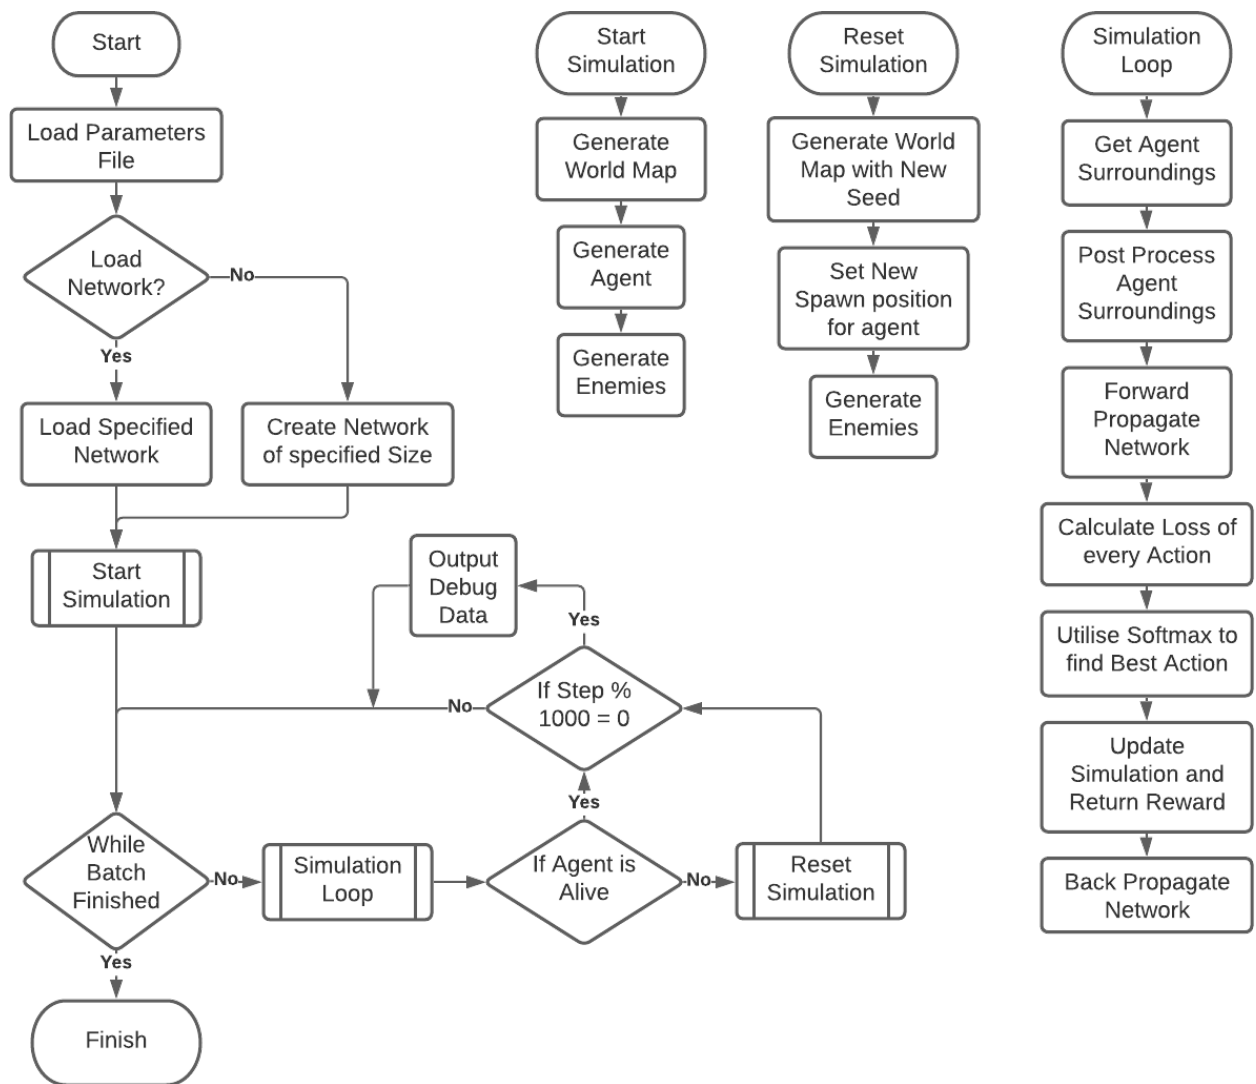 Start
Load Parameters
File
Load
Network?
No
Yes
Load Specified
Network
Create Network
of specified Size
Start
Simulation
Output
Debug
Data
Yes
If Step %
1000 = 0
No
Yes
While
Batch
Finished
No
Simulation
Loop
If Agent is
Alive
No
Reset
Simulation
Yes
Finish
Start
Simulation
Generate
World Map
Generate
Agent
Generate
Enemies
Reset
Simulation
Generate World
Map with New
Seed
Set New
Spawn position
for agent
Generate
Enemies
Simulation
Loop
Get Agent
Surroundings
Post Process
Agent
Surroundings
Forward
Propagate
Network
Calculate Loss of
every Action
Utilise Softmax to
find Best Action
Update
Simulation and
Return Reward
Back Propagate
Network